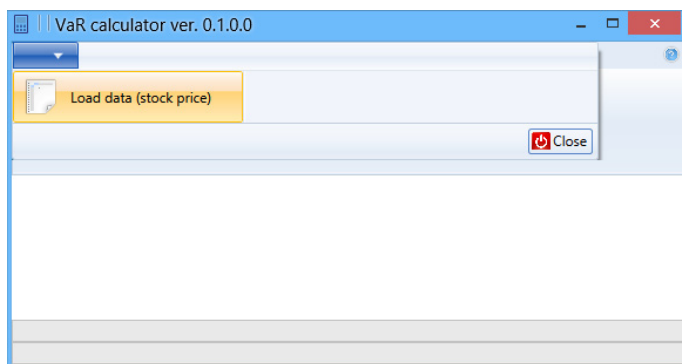 VaR calculator ver. 0.1.0.0
Load data (stock price)
Close